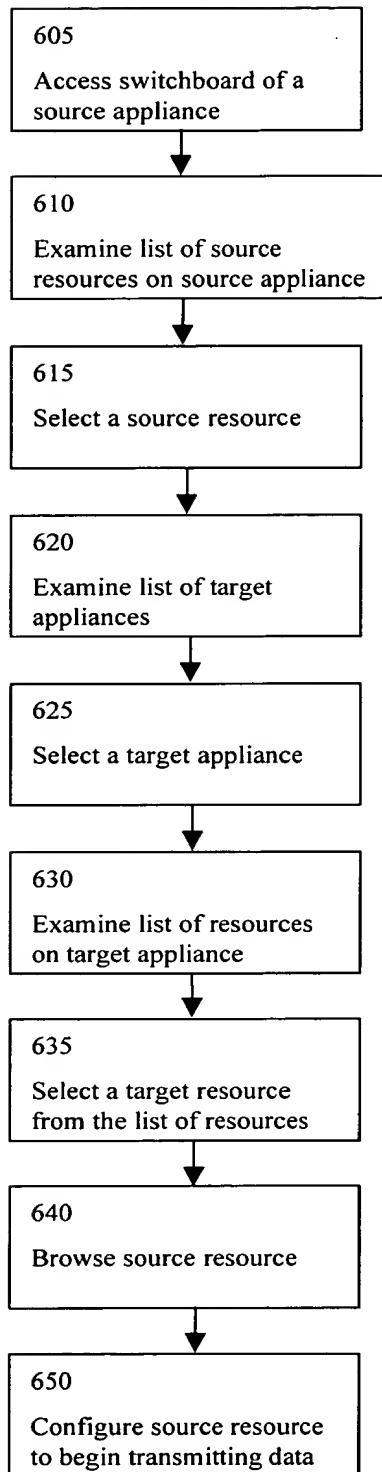 605
Access switchboard of a
source appliance
610
Examine list of source
resources on source appliance
615
Select a source resource
620
Examine list of target
appliances
625
Select a target appliance
630
Examine list of resources
on target appliance
635
Select a target resource
from the list of resources
640
Browse source resource
650
Configure source resource
to begin transmitting data